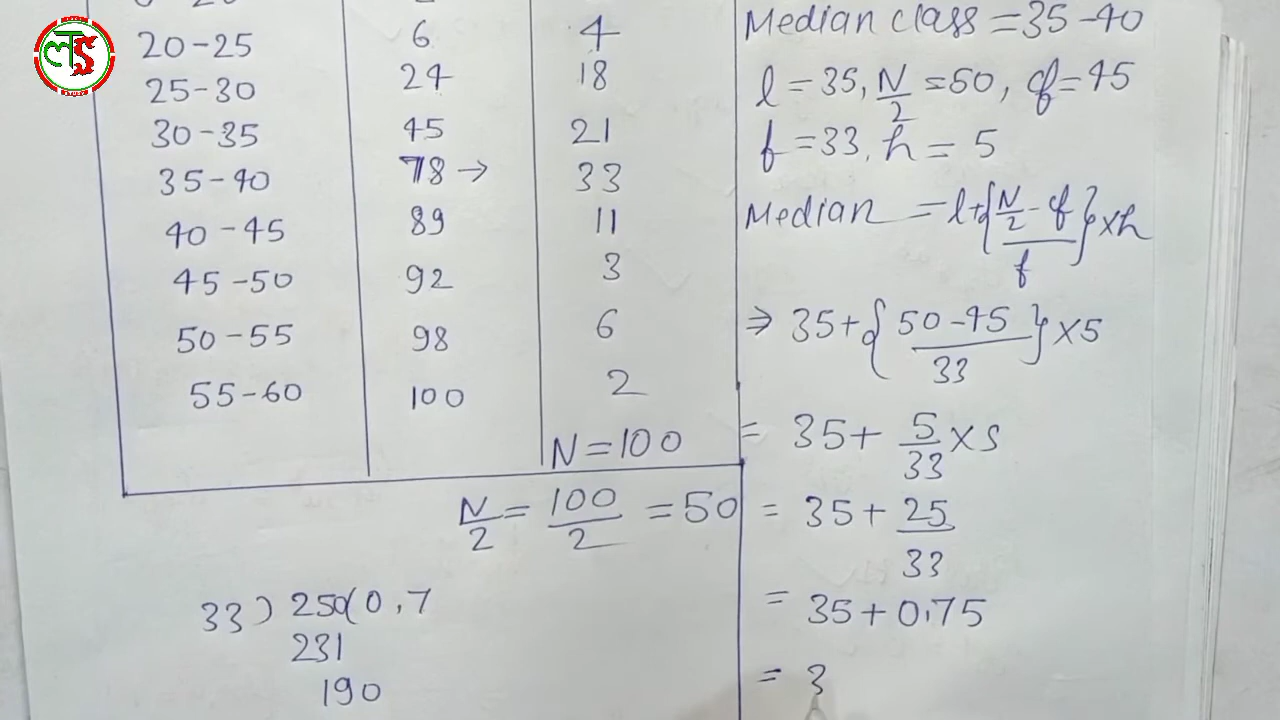 20-25 6 4
25-30 24 18
30-35 45 21
35-40 78 → 33
40-45 89 11
45-50 92 3
50-55 98 6
55-60 100 2
N=100
N/2 = 100/2 = 50
33) 250(0.7
231
190
Median class = 35-40
l = 35, N/2 = 50, cf = 45
f = 33, h = 5
Median = l+{N/2 - cf/f}×h
⇒ 35+{50-45/33}×5
= 35+ 5/33 ×5
= 35+ 25/33
= 35+0.75
= 3